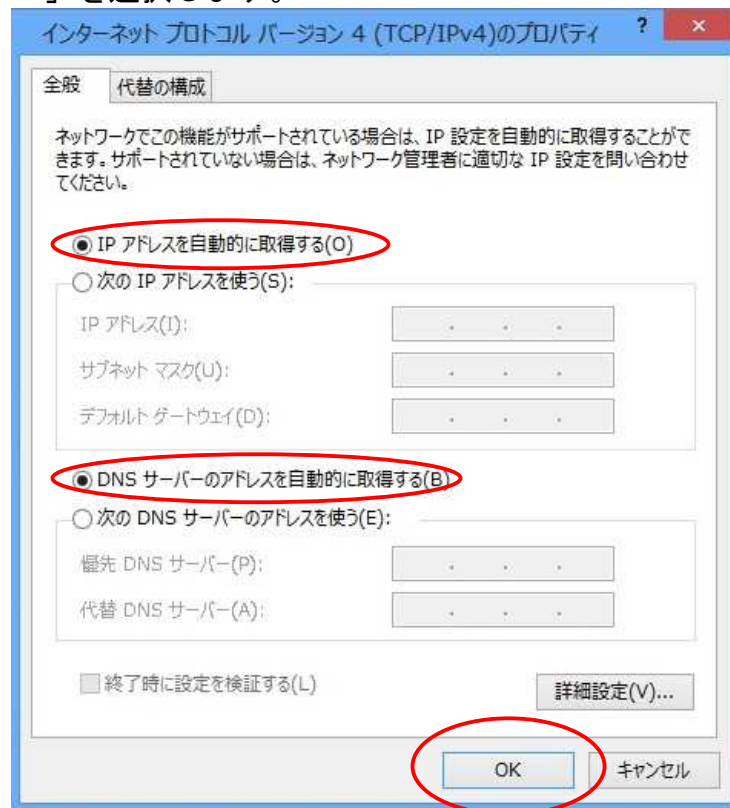 」を選択します。
インターネット プロトコル バージョン 4 (TCP/IPv4)のプロパティ ? ×
全般 代替の構成
ネットワークでこの機能がサポートされている場合は、IP 設定を自動的に取得することがで
きます。サポートされていない場合は、ネットワーク管理者に適切な IP 設定を問い合わせ
てください。
IP アドレスを自動的に取得する(O)
次の IP アドレスを使う(S):
IP アドレス(I):
サブネット マスク(U):
デフォルト ゲートウェイ(D):
DNS サーバーのアドレスを自動的に取得する(B)
次の DNS サーバーのアドレスを使う(E):
優先 DNS サーバー(P):
代替 DNS サーバー(A):
終了時に設定を検証する(L)
詳細設定(V)...
OK キャンセル